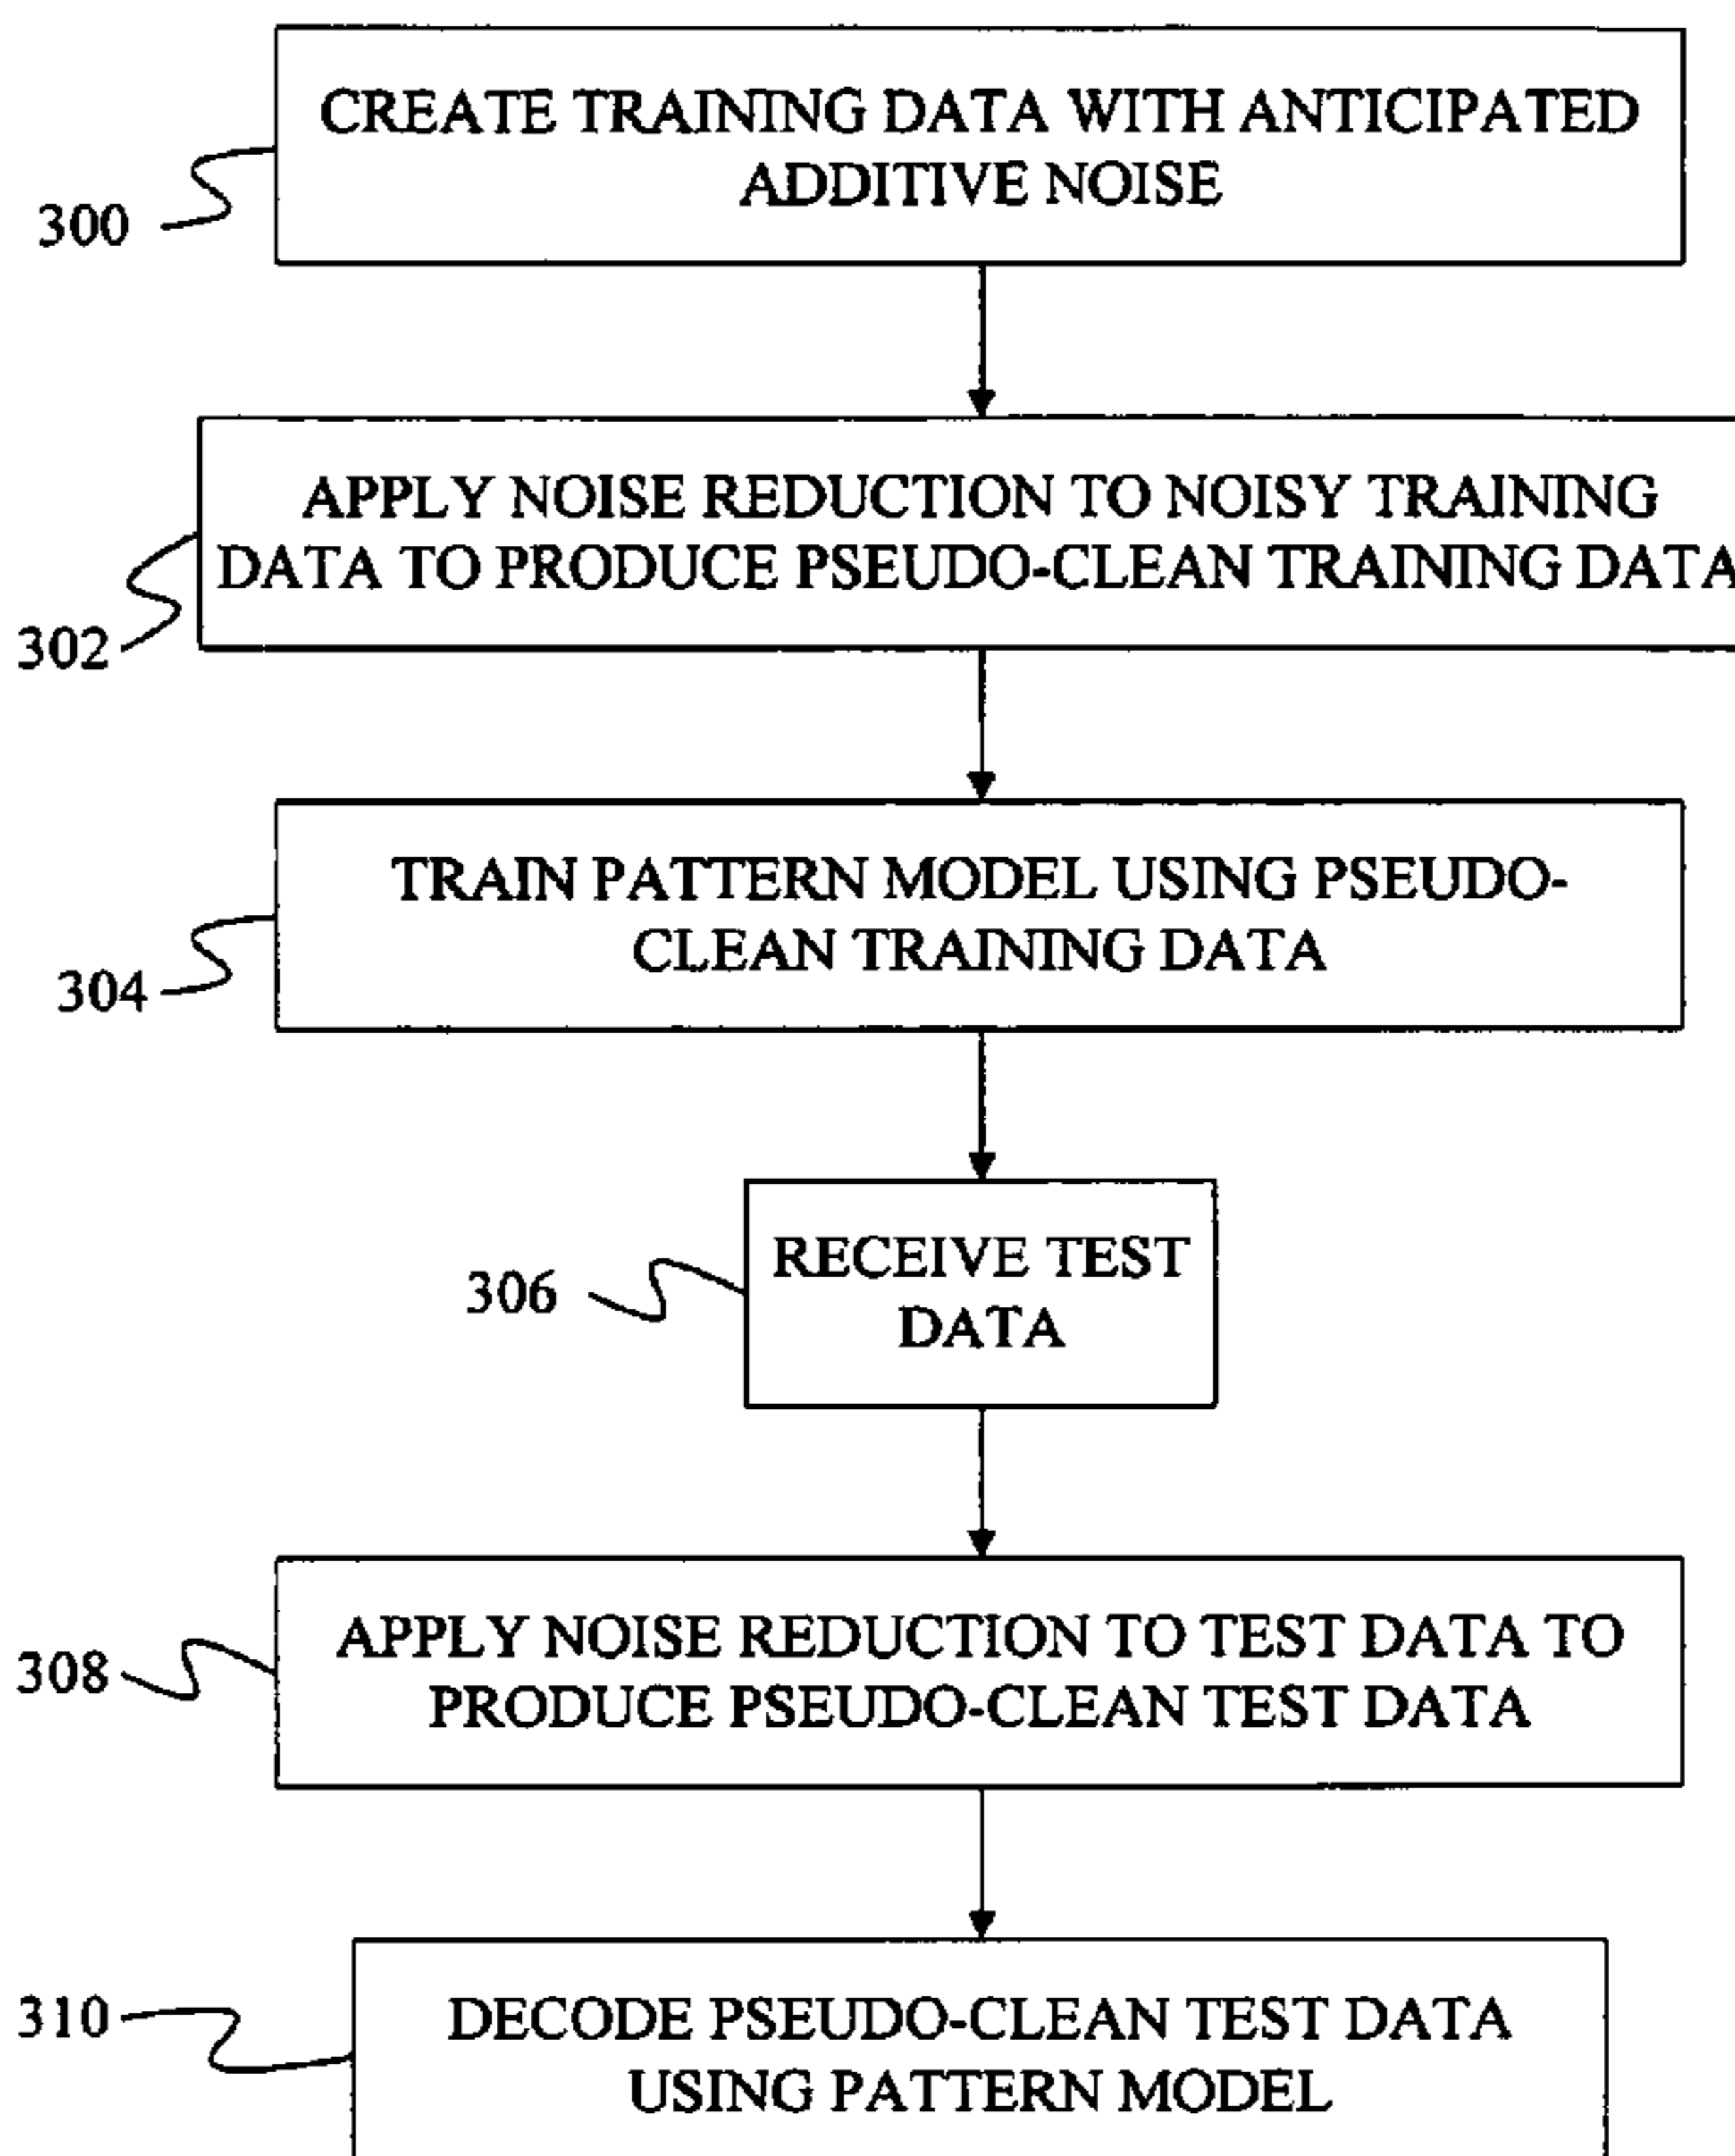 CREATE TRAINING DATA WITH ANTICIPATED
ADDITIVE NOISE
300
APPLY NOISE REDUCTION TO NOISY TRAINING
DATA TO PRODUCE PSEUDO-CLEAN TRAINING DATA
302
TRAIN PATTERN MODEL USING PSEUDO-
CLEAN TRAINING DATA
304
RECEIVE TEST
DATA
306
APPLY NOISE REDUCTION TO TEST DATA TO
PRODUCE PSEUDO-CLEAN TEST DATA
308
DECODE PSEUDO-CLEAN TEST DATA
USING PATTERN MODEL
310